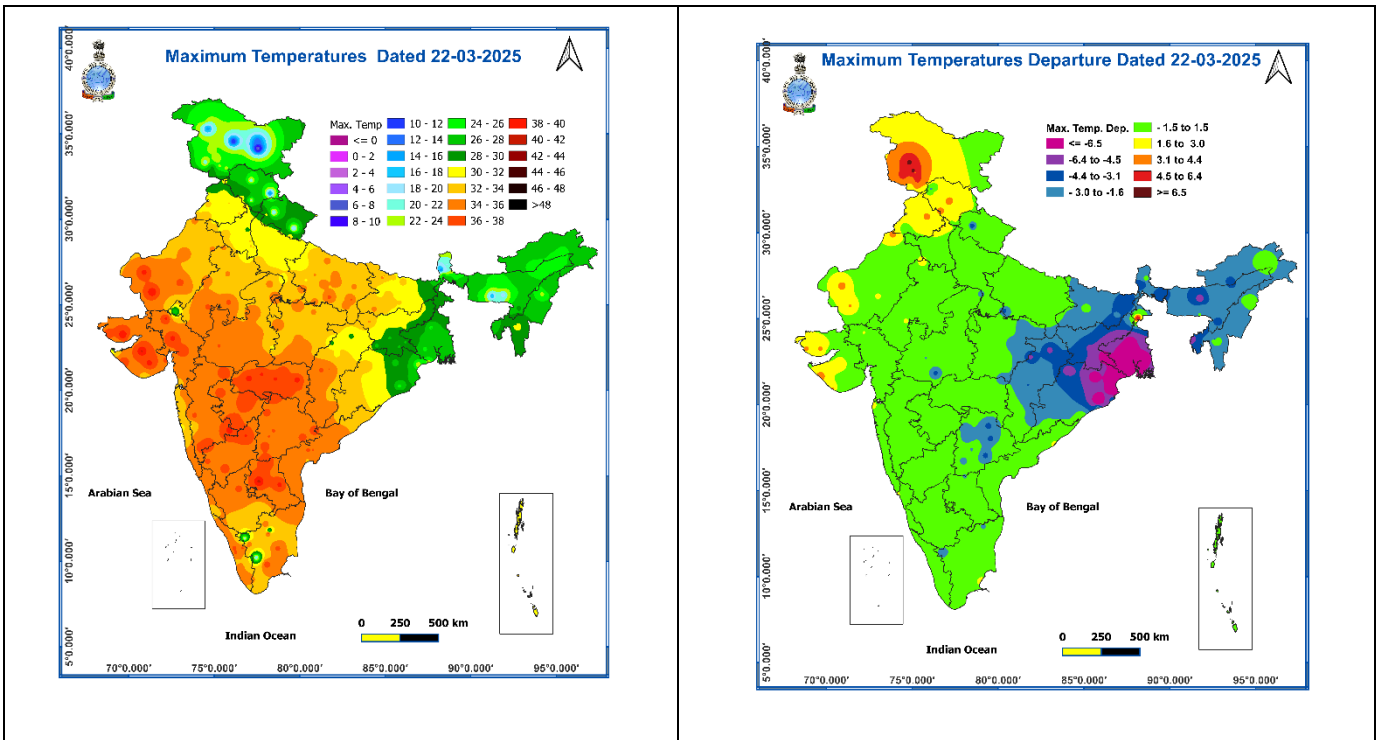 Maximum Temperatures Dated 22-03-2025
Max. Temp
<= 0
0 - 2
2 - 4
4 - 6
6 - 8
8 - 10
10 - 12
12 - 14
14 - 16
16 - 18
18 - 20
20 - 22
22 - 24
24 - 26
26 - 28
28 - 30
30 - 32
32 - 34
34 - 36
36 - 38
38 - 40
40 - 42
42 - 44
44 - 46
46 - 48
>48
40°0.000'
35°0.000'
30°0.000'
25°0.000'
20°0.000'
15°0.000'
10°0.000'
5°0.000'
Arabian Sea
Bay of Bengal
Indian Ocean
0 250 500 km
70°0.000' 75°0.000' 80°0.000' 85°0.000' 90°0.000' 95°0.000'
Maximum Temperatures Departure Dated 22-03-2025
Max. Temp. Dep.
<= -6.5
-6.4 to -4.5
-4.4 to -3.1
- 3.0 to -1.6
- 1.5 to 1.5
1.6 to 3.0
3.1 to 4.4
4.5 to 6.4
>= 6.5
40°0.000'
35°0.000'
30°0.000'
25°0.000'
20°0.000'
15°0.000'
10°0.000'
5°0.000'
Arabian Sea
Bay of Bengal
Indian Ocean
0 250 500 km
70°0.000' 75°0.000' 80°0.000' 85°0.000' 90°0.000' 95°0.000'